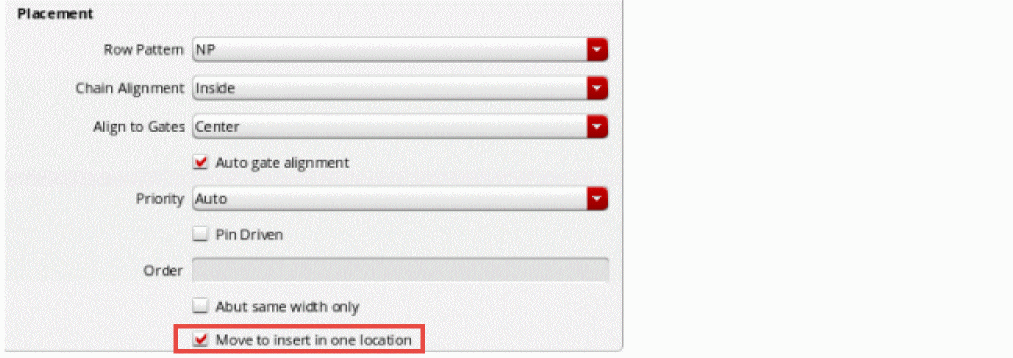 Placement
Row Pattern NP
Chain Alignment Inside
Align to Gates Center
Auto gate alignment
Priority Auto
Pin Driven
Order
Abut same width only
Move to insert in one location